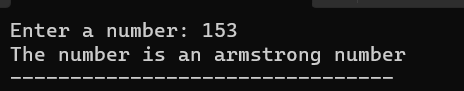 Enter a number: 153
The number is an armstrong number
--------------------------------